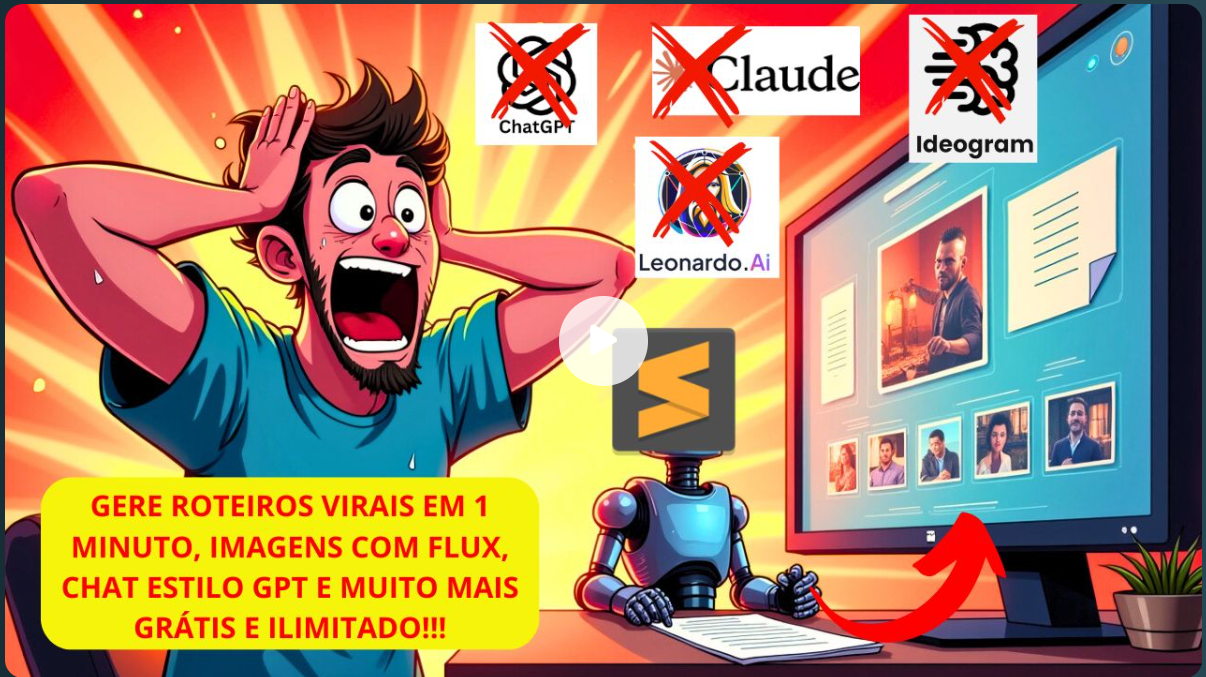 ChatGPT
Claude
Ideogram
Leonardo.Ai
GERE ROTEIROS VIRAIS EM 1
MINUTO, IMAGENS COM FLUX,
CHAT ESTILO GPT E MUITO MAIS
GRÁTIS E ILIMITADO!!!